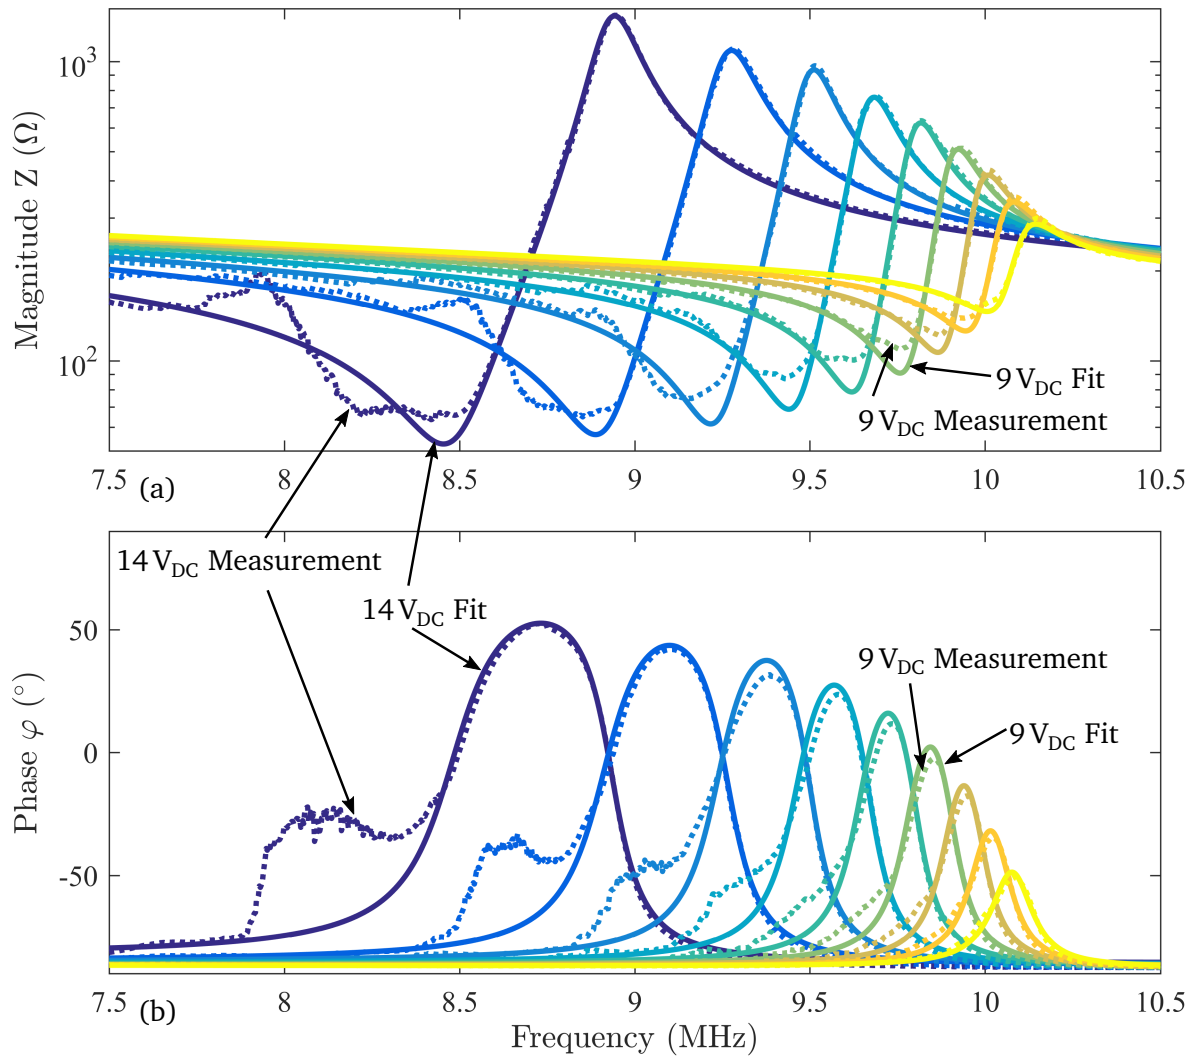 Magnitude Z (Ω)
10³
10²
9 V_DC Fit
9 V_DC Measurement
7.5 8 8.5 9 9.5 10 10.5
(a)
14 V_DC Measurement
14 V_DC Fit
9 V_DC Measurement
9 V_DC Fit
Phase φ (°)
50
0
-50
7.5 8 8.5 9 9.5 10 10.5
(b)
Frequency (MHz)